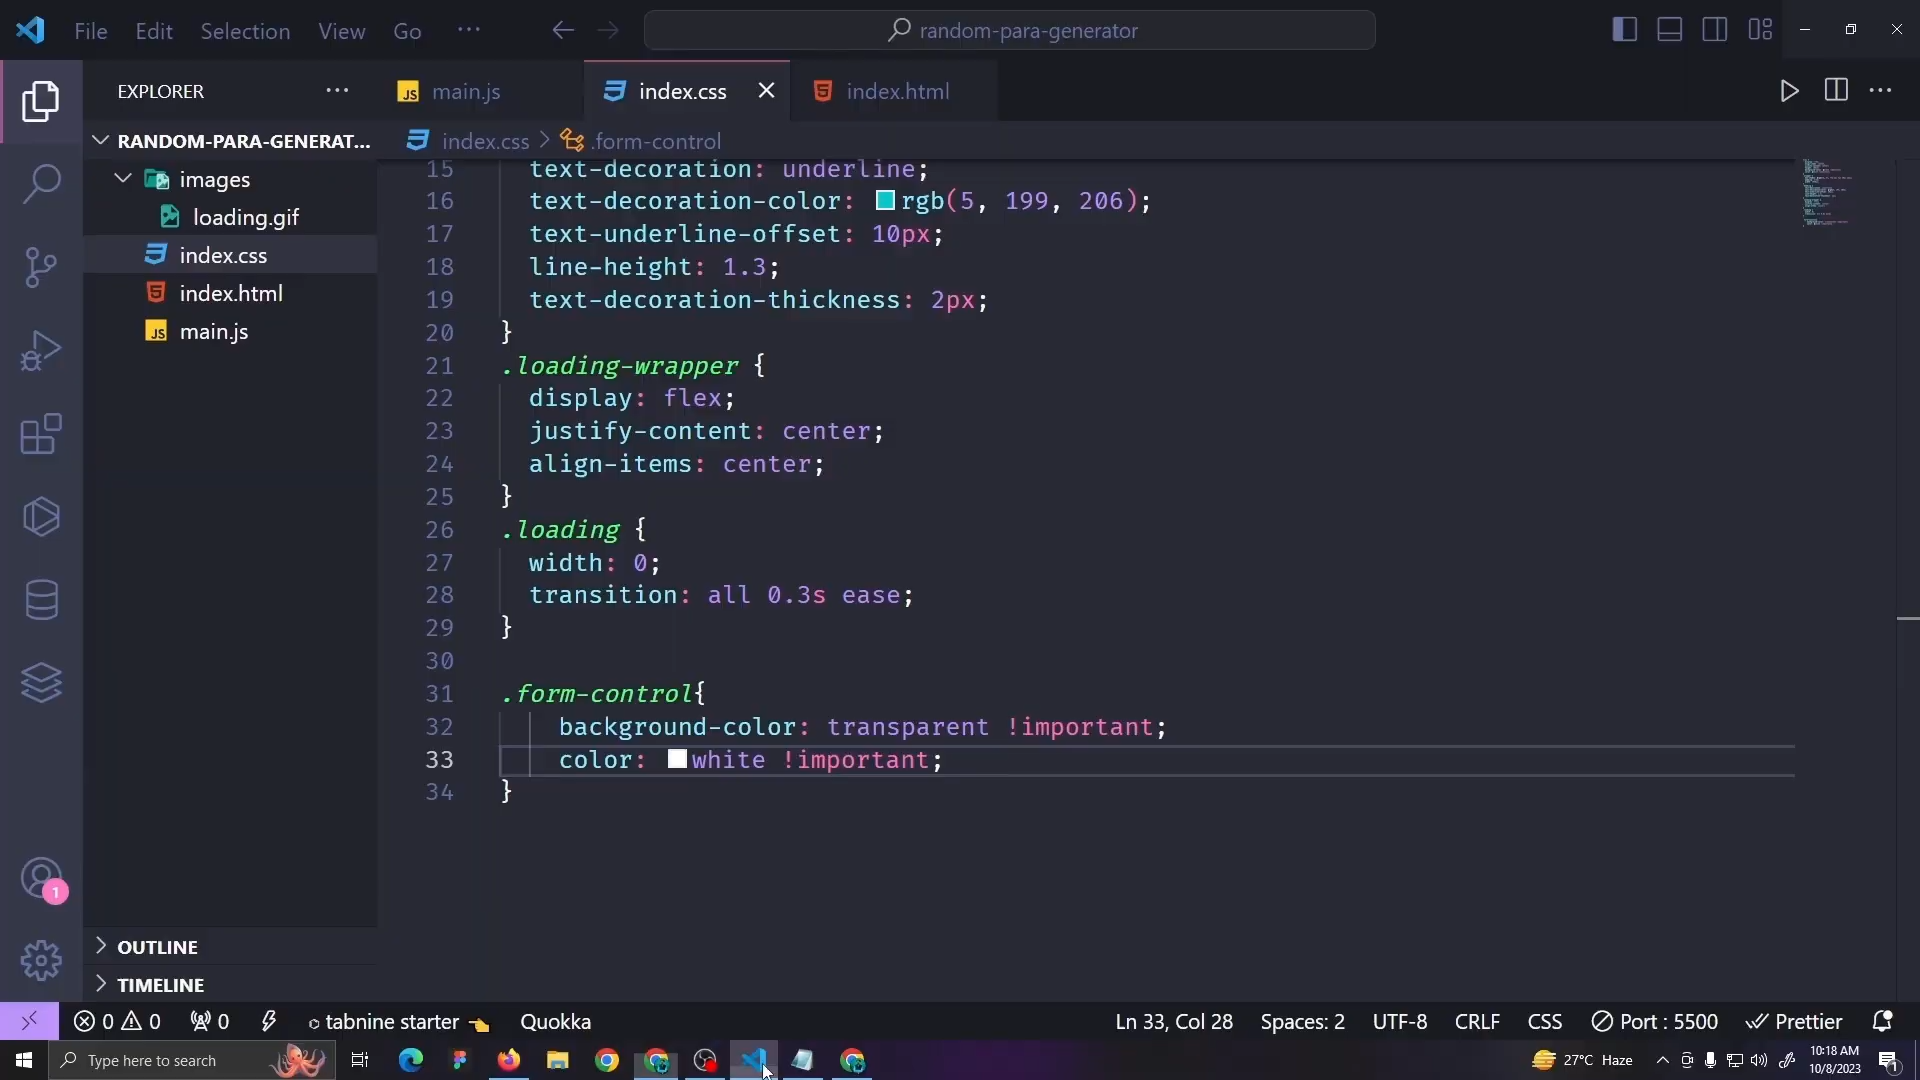 File Edit Selection View Go ··· random-para-generator
EXPLORER ··· JS main.js index.css index.html
RANDOM-PARA-GENERAT... index.css > .form-control
images
loading.gif
index.css
index.html
JS main.js
15 text-decoration: underline;
16 text-decoration-color: rgb(5, 199, 206);
17 text-underline-offset: 10px;
18 line-height: 1.3;
19 text-decoration-thickness: 2px;
20 }
21 .loading-wrapper {
22 display: flex;
23 justify-content: center;
24 align-items: center;
25 }
26 .loading {
27 width: 0;
28 transition: all 0.3s ease;
29 }
30
31 .form-control{
32 background-color: transparent !important;
33 color: white !important;
34 }
1
OUTLINE
TIMELINE
0 0 0 tabnine starter Quokka Ln 33, Col 28 Spaces: 2 UTF-8 CRLF CSS Port : 5500 Prettier
Type here to search 27°C Haze 10:18 AM
10/8/2023 1